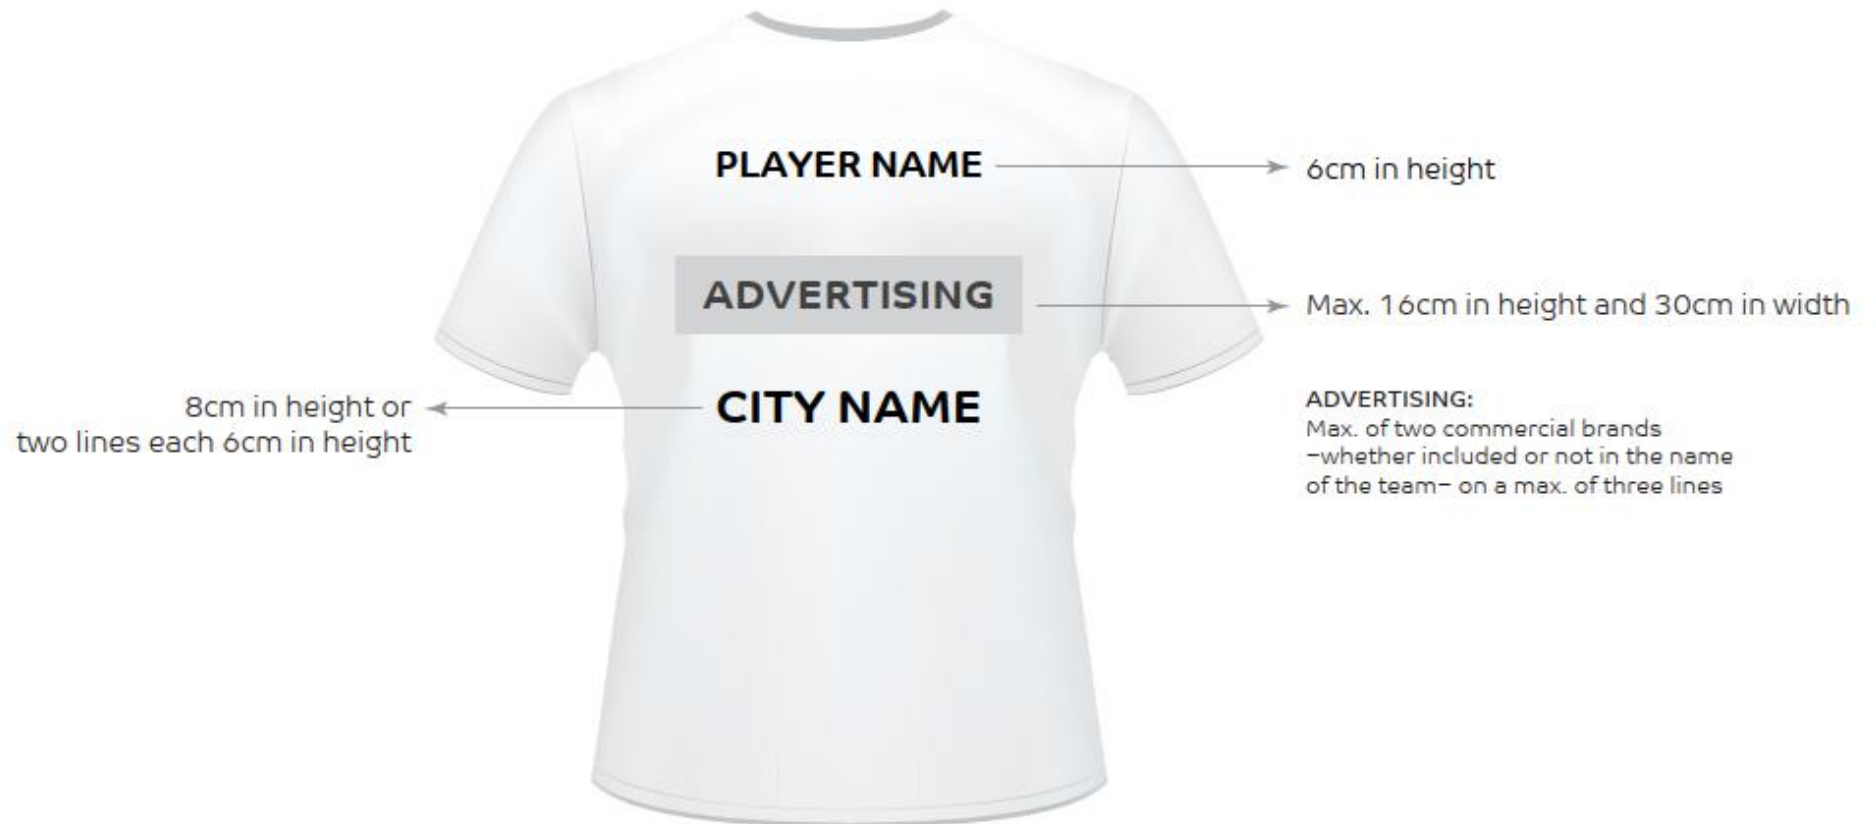 PLAYER NAME
6cm in height
ADVERTISING
Max. 16cm in height and 30cm in width
8cm in height or
two lines each 6cm in height
CITY NAME
ADVERTISING:
Max. of two commercial brands
–whether included or not in the name
of the team– on a max. of three lines